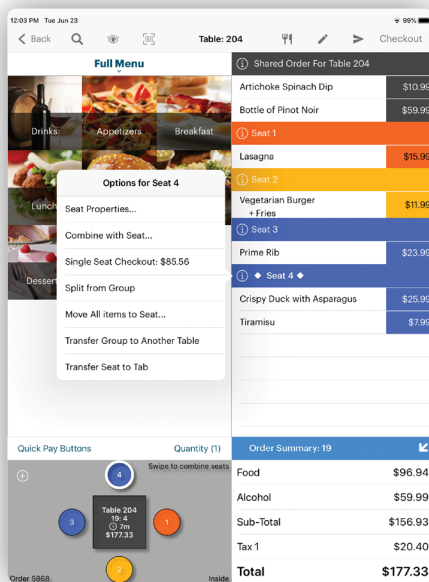 12:03 PM Tue Jun 23
99%
Back
Table: 204
Checkout
Full Menu
Drinks
Appetizers
Breakfast
Lunch
Dessert
Options for Seat 4
Seat Properties...
Combine with Seat...
Single Seat Checkout: $85.56
Split from Group
Move All items to Seat...
Transfer Group to Another Table
Transfer Seat to Tab
Quick Pay Buttons
Quantity (1)
Swipe to combine seats
4
3
Table 204
19: 4
7m
$177.33
1
2
Order 5868
Inside
Shared Order For Table 204
Artichoke Spinach Dip $10.99
Bottle of Pinot Noir $59.99
Seat 1
Lasagna $15.99
Seat 2
Vegetarian Burger $11.99
+ Fries
Seat 3
Prime Rib $23.99
Seat 4
Crispy Duck with Asparagus $25.99
Tiramisu $7.99
Order Summary: 19
Food $96.94
Alcohol $59.99
Sub-Total $156.93
Tax 1 $20.40
Total $177.33